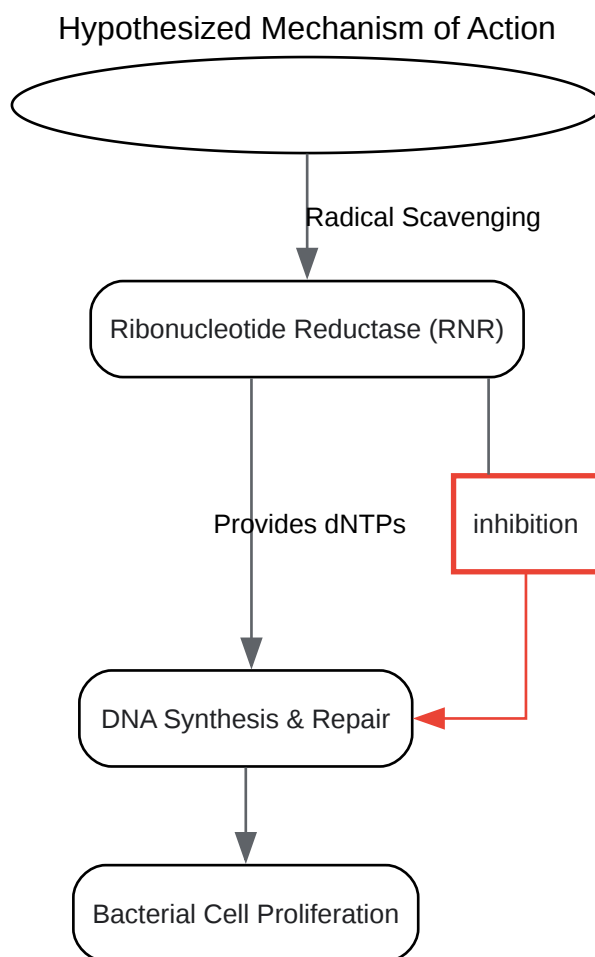 Hypothesized Mechanism of Action
Radical Scavenging
Ribonucleotide Reductase (RNR)
Provides dNTPs
inhibition
DNA Synthesis & Repair
Bacterial Cell Proliferation